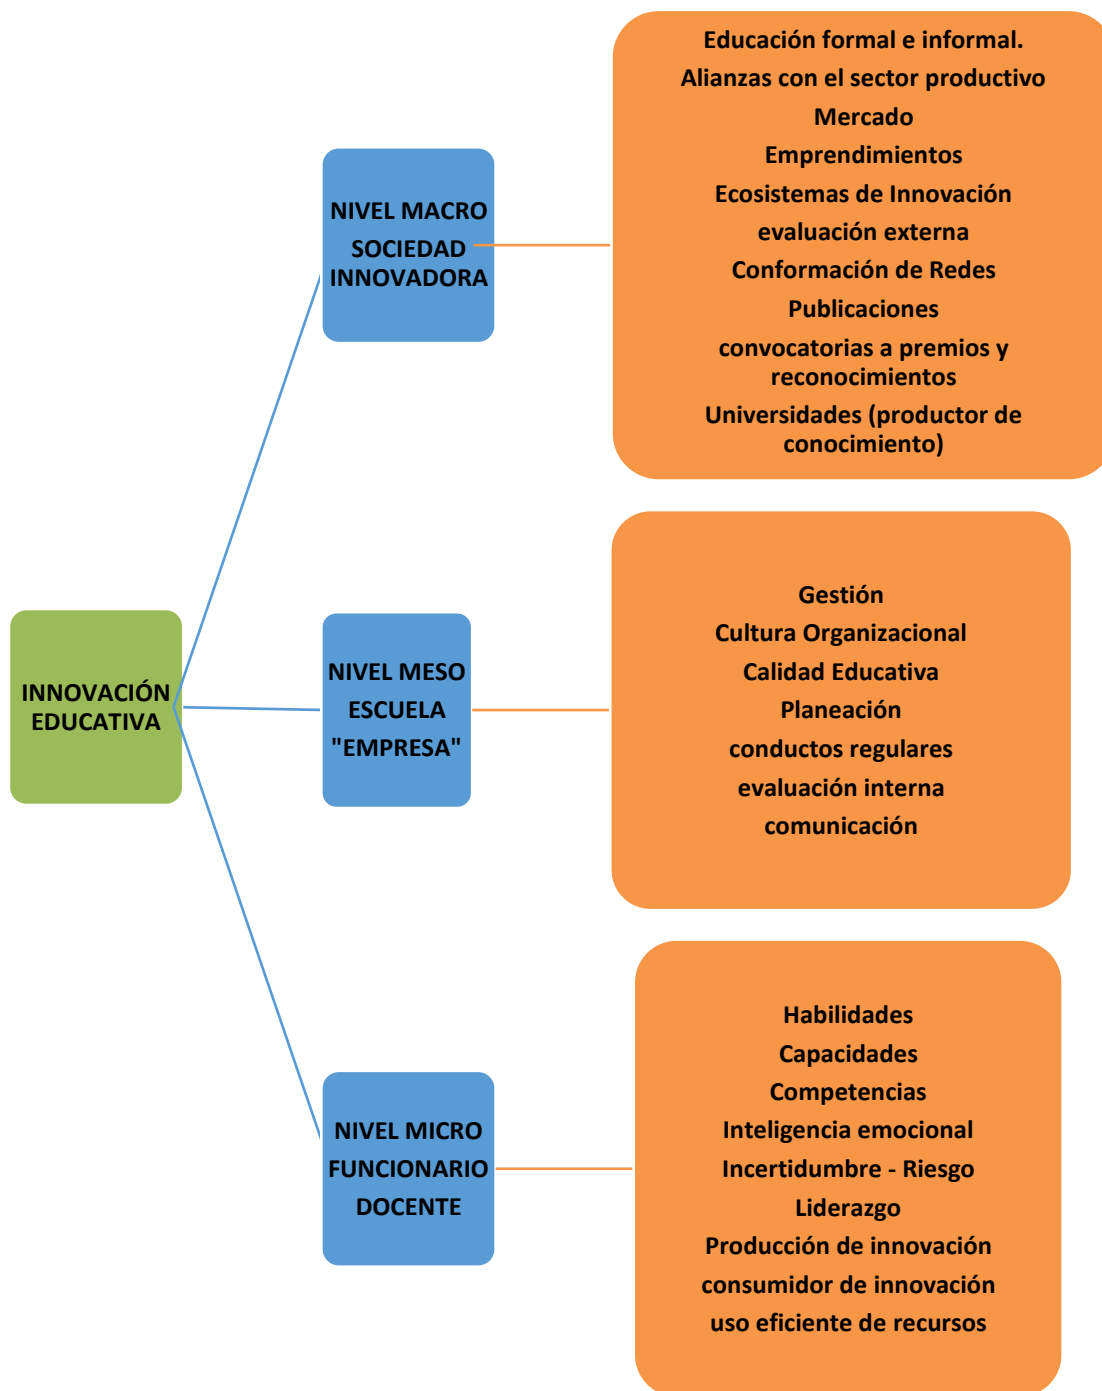 INNOVACIÓN
EDUCATIVA
NIVEL MACRO
SOCIEDAD
INNOVADORA
Educación formal e informal.
Alianzas con el sector productivo
Mercado
Emprendimientos
Ecosistemas de Innovación
evaluación externa
Conformación de Redes
Publicaciones
convocatorias a premios y
reconocimientos
Universidades (productor de
conocimiento)
NIVEL MESO
ESCUELA
"EMPRESA"
Gestión
Cultura Organizacional
Calidad Educativa
Planeación
conductos regulares
evaluación interna
comunicación
NIVEL MICRO
FUNCIONARIO
DOCENTE
Habilidades
Capacidades
Competencias
Inteligencia emocional
Incertidumbre - Riesgo
Liderazgo
Producción de innovación
consumidor de innovación
uso eficiente de recursos